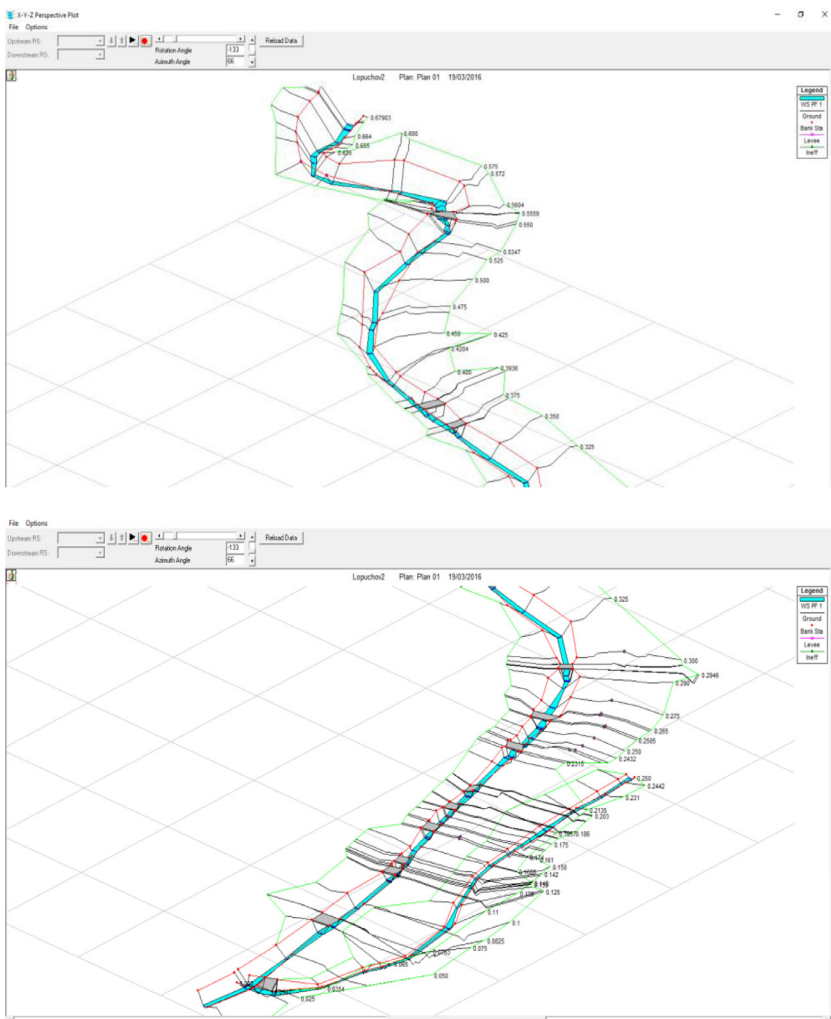 X-Y-Z Perspective Plot
File Options
Upstream RS:
Downstream RS:
Rotation Angle
-133
Azimuth Angle
66
Reload Data
Lopuchov2 Plan: Plan 01 19/03/2016
Legend
WS PF 1
Ground
Bank Sta
Levee
Ineff
0.67903
0.664
0.655
0.600
0.575
0.572
0.5604
0.5559
0.550
0.5347
0.525
0.500
0.475
0.450
0.425
0.4204
0.400
0.3936
0.375
0.350
0.325
File Options
Upstream RS:
Downstream RS:
Rotation Angle
-133
Azimuth Angle
66
Reload Data
Lopuchov2 Plan: Plan 01 19/03/2016
Legend
WS PF 1
Ground
Bank Sta
Levee
Ineff
0.325
0.300
0.2946
0.290
0.275
0.265
0.2585
0.250
0.2432
0.2315
0.250
0.2442
0.231
0.2135
0.203
0.186
0.175
0.161
0.150
0.142
0.125
0.11
0.1
0.0825
0.075
0.050
0.0354
0.025